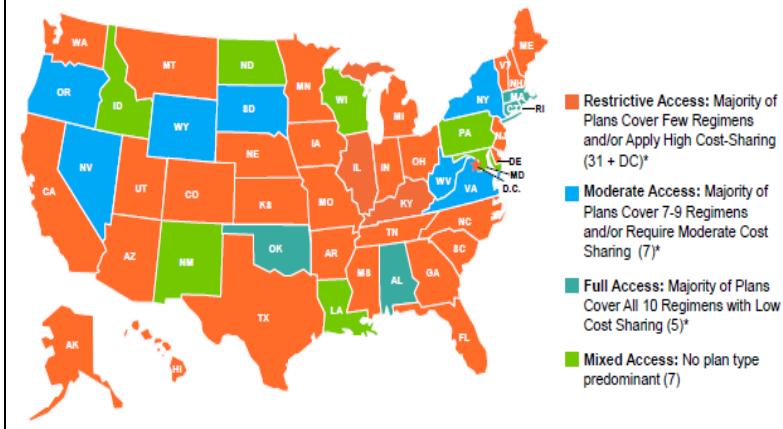 WA
MT
ND
MN
ME
VT
NH
MA
CT
RI
OR
ID
SD
WI
NY
MI
WY
PA
IA
NE
NV
OH
DE
MD
IL
IN
D.C.
UT
WV
VA
CO
CA
KS
MO
KY
NC
TN
OK
AZ
NM
AR
SC
MS
AL
GA
TX
LA
AK
FL
HI
Restrictive Access: Majority of
Plans Cover Few Regimens
and/or Apply High Cost-Sharing
(31 + DC)*
Moderate Access: Majority of
Plans Cover 7-9 Regimens
and/or Require Moderate Cost
Sharing (7)*
Full Access: Majority of Plans
Cover All 10 Regimens with Low
Cost Sharing (5)*
Mixed Access: No plan type
predominant (7)